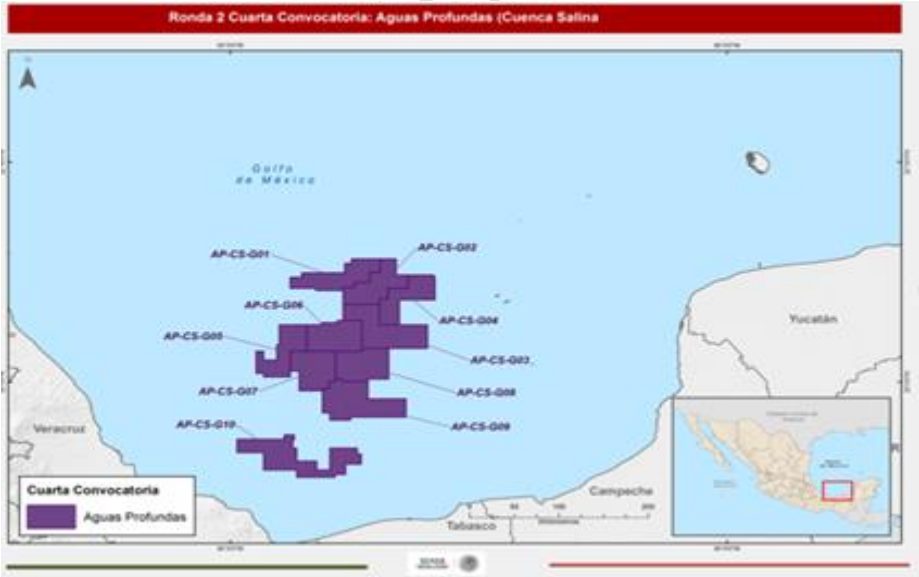 Ronda 2 Cuarta Convocatoria: Aguas Profundas (Cuenca Salina
Golfo
de México
AP-CS-G01
AP-CS-G02
AP-CS-G06
AP-CS-G04
AP-CS-G05
AP-CS-G03
AP-CS-G07
AP-CS-G08
AP-CS-G10
AP-CS-G09
Yucatán
Veracruz
Campeche
Tabasco
Cuarta Convocatoria
Aguas Profundas